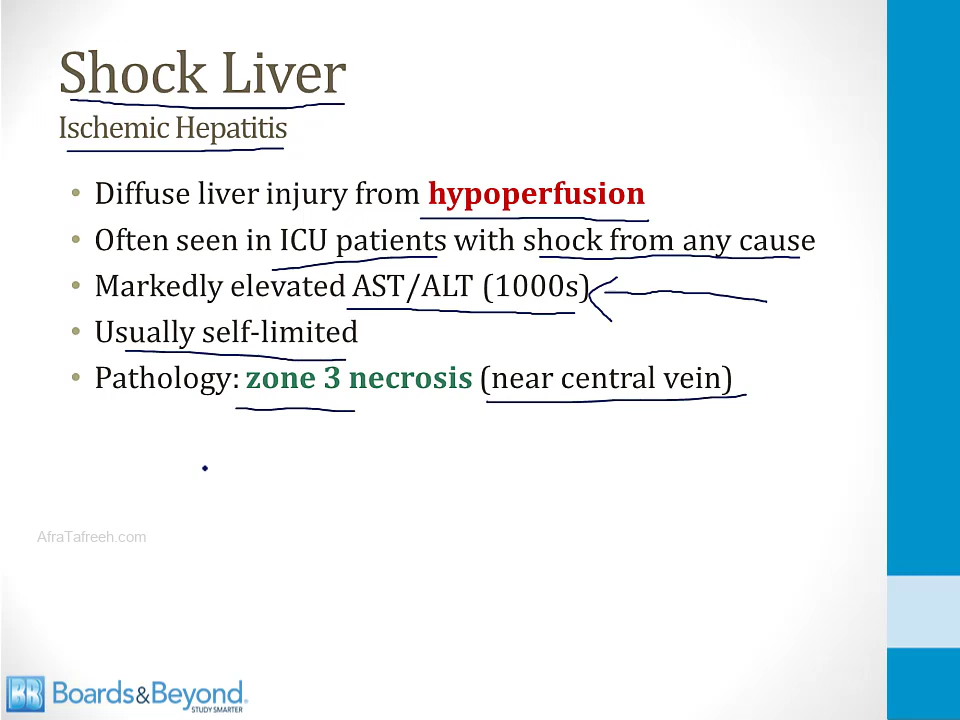 Shock Liver
Ischemic Hepatitis
• Diffuse liver injury from hypoperfusion
• Often seen in ICU patients with shock from any cause
• Markedly elevated AST/ALT (1000s)
• Usually self-limited
• Pathology: zone 3 necrosis (near central vein)
AfraTafreeh.com
BB Boards&Beyond.
STUDY SMARTER